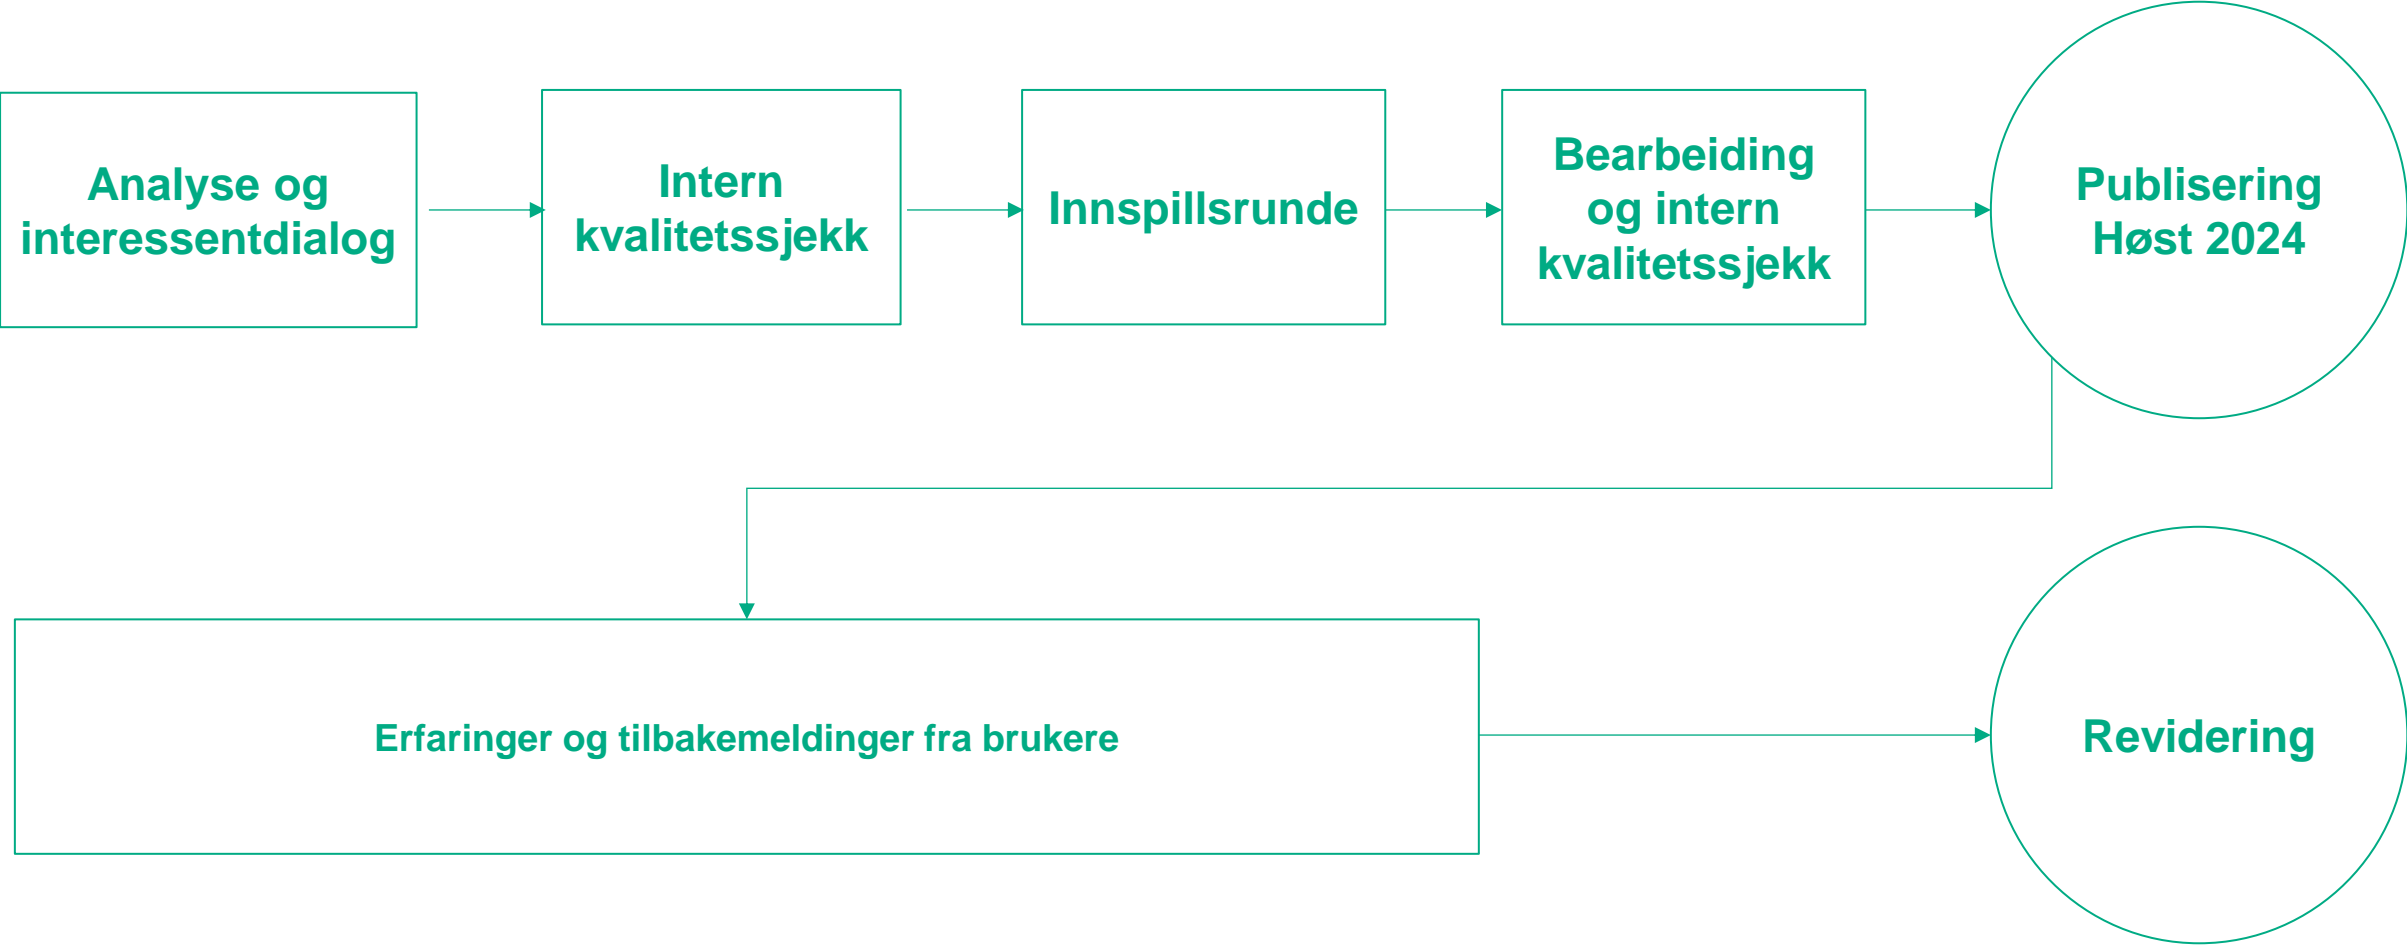 Analyse og
interessentdialog
Intern
kvalitetssjekk
Innspillsrunde
Bearbeiding
og intern
kvalitetssjekk
Publisering
Høst 2024
Erfaringer og tilbakemeldinger fra brukere
Revidering